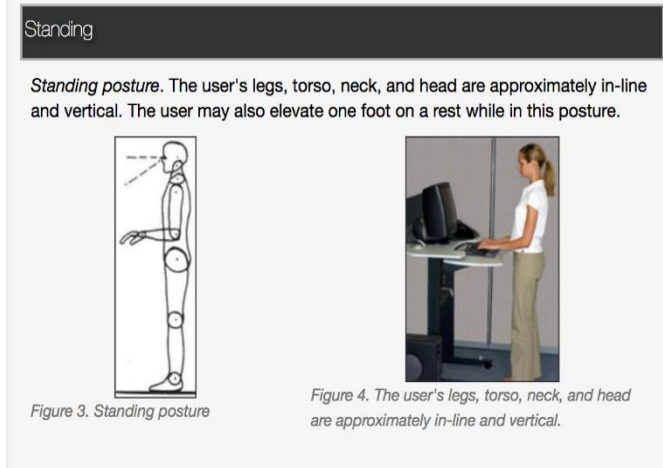 Standing
Standing posture. The user's legs, torso, neck, and head are approximately in-line
and vertical. The user may also elevate one foot on a rest while in this posture.
Figure 3. Standing posture
Figure 4. The user's legs, torso, neck, and head
are approximately in-line and vertical.